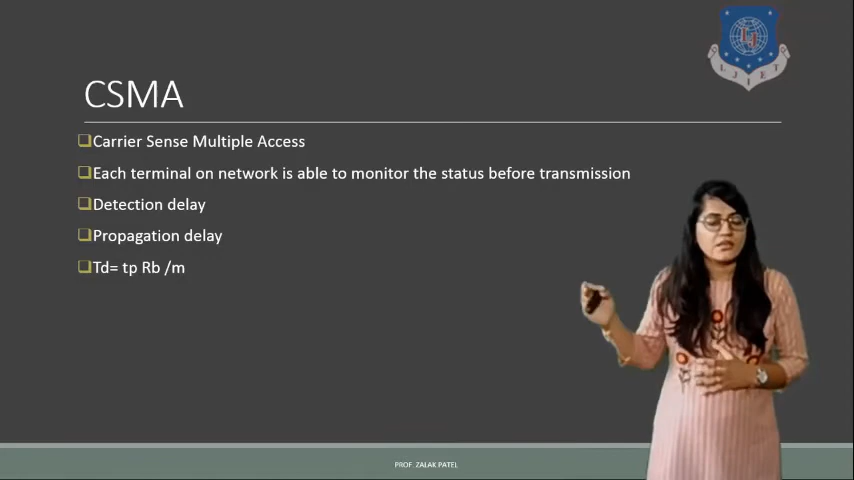 LJIET
CSMA
Carrier Sense Multiple Access
Each terminal on network is able to monitor the status before transmission
Detection delay
Propagation delay
Td= tp Rb /m
PROF. ZALAK PATEL